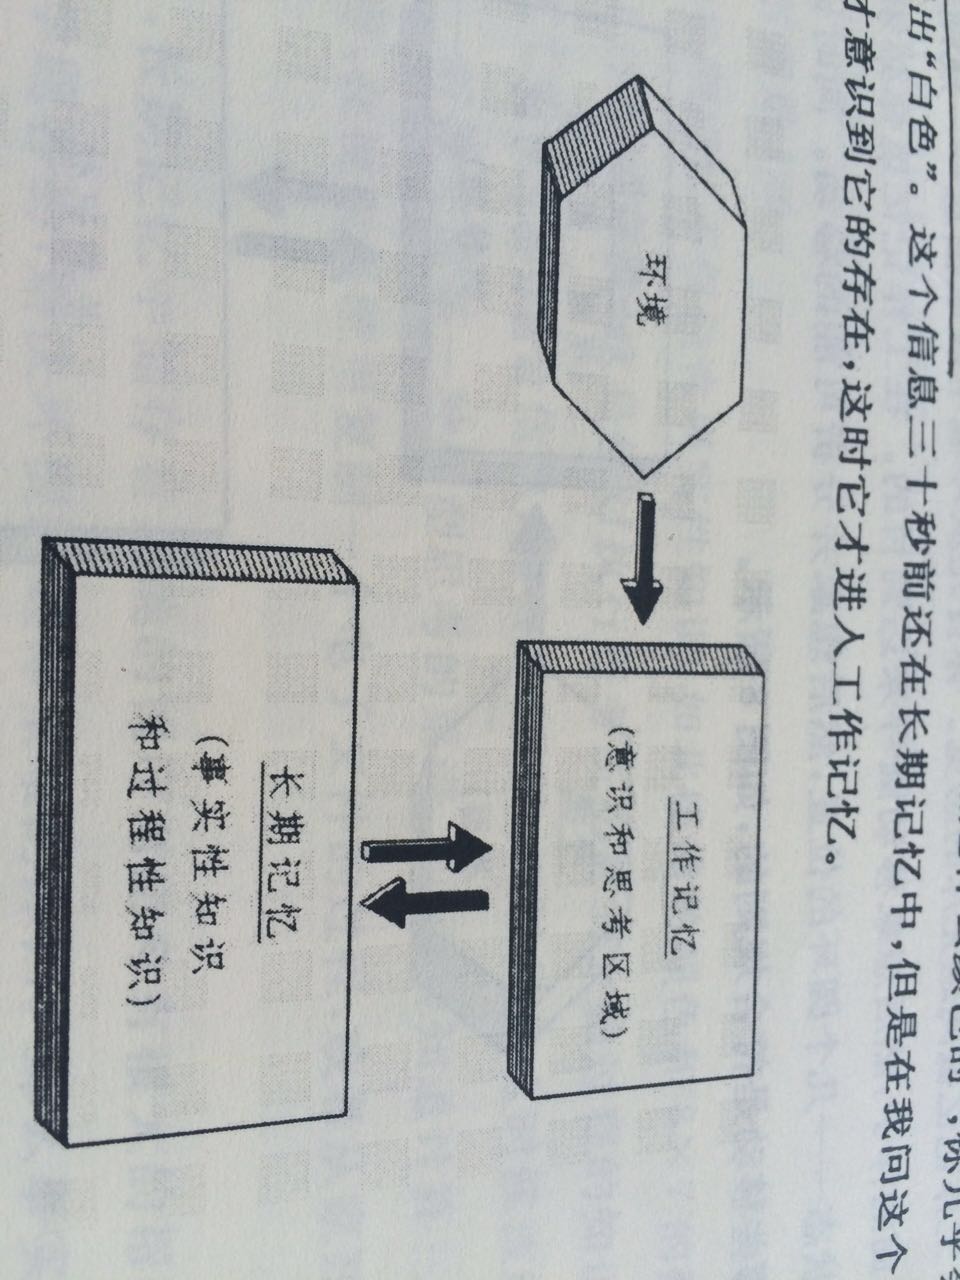 出“白色”。这个信息三十秒前还在长期记忆中，但是在我问这个
才意识到它的存在，这时它才进入工作记忆。
环境
工作记忆
（意识和思考区域）
长期记忆
（事实性知识
和过程性知识）